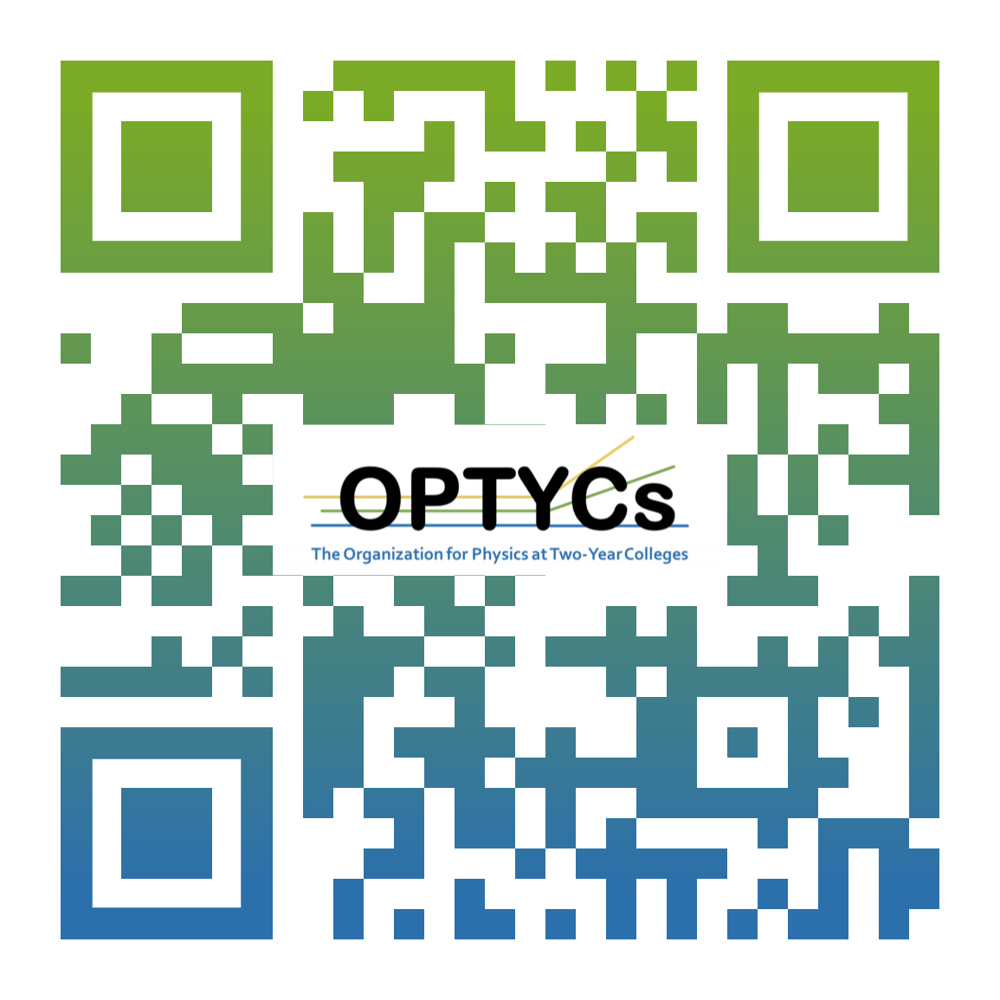 OPTYCs
The Organization for Physics at Two-Year Colleges